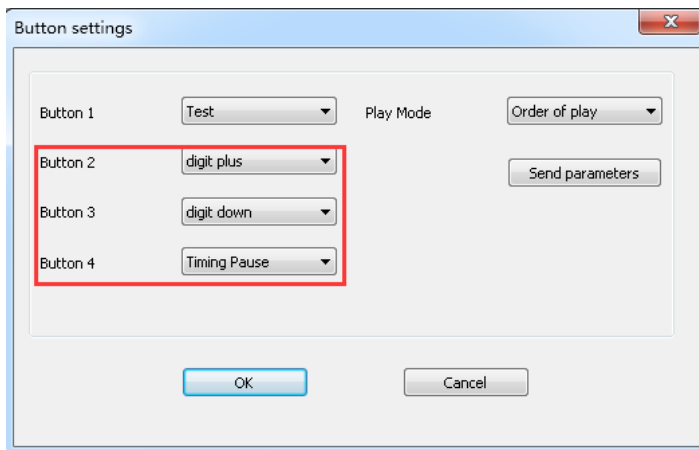 Button settings
Button 1 Test Play Mode Order of play
Button 2 digit plus Send parameters
Button 3 digit down
Button 4 Timing Pause
OK Cancel